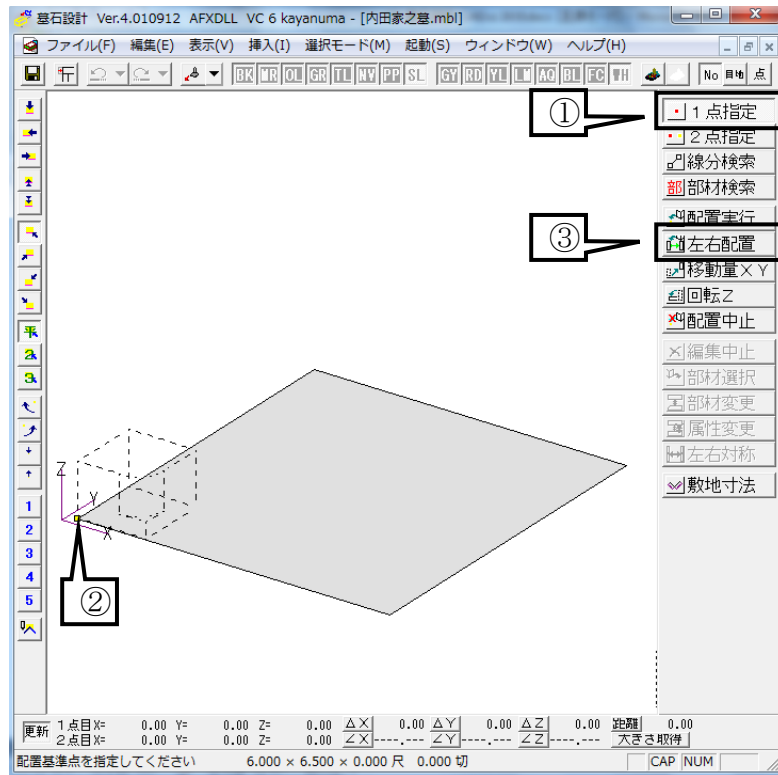 墓石設計 Ver.4.010912 AFXDLL VC 6 kayanuma - [内田家之墓.mbl]
ファイル(F) 編集(E) 表示(V) 挿入(I) 選択モード(M) 起動(S) ウィンドウ(W) ヘルプ(H)
BK MR OL GR TL NV PP SL GY RD YL LM AQ BL FC WH No 目地 点
① 1点指定
2点指定
線分検索
部 部材検索
配置実行
③ 左右配置
移動量XY
回転Z
配置中止
編集中止
部材選択
部材変更
属性変更
左右対称
敷地寸法
平
2
3
1
2
3
4
5
Z
Y
X
②
更新 1点目X= 0.00 Y= 0.00 Z= 0.00 △X 0.00 △Y 0.00 △Z 0.00 距離 0.00
2点目X= 0.00 Y= 0.00 Z= 0.00 ∠X ----.--- ∠Y ----.--- ∠Z ----.--- 大きさ取得
配置基準点を指定してください 6.000 × 6.500 × 0.000 尺 0.000 切 CAP NUM